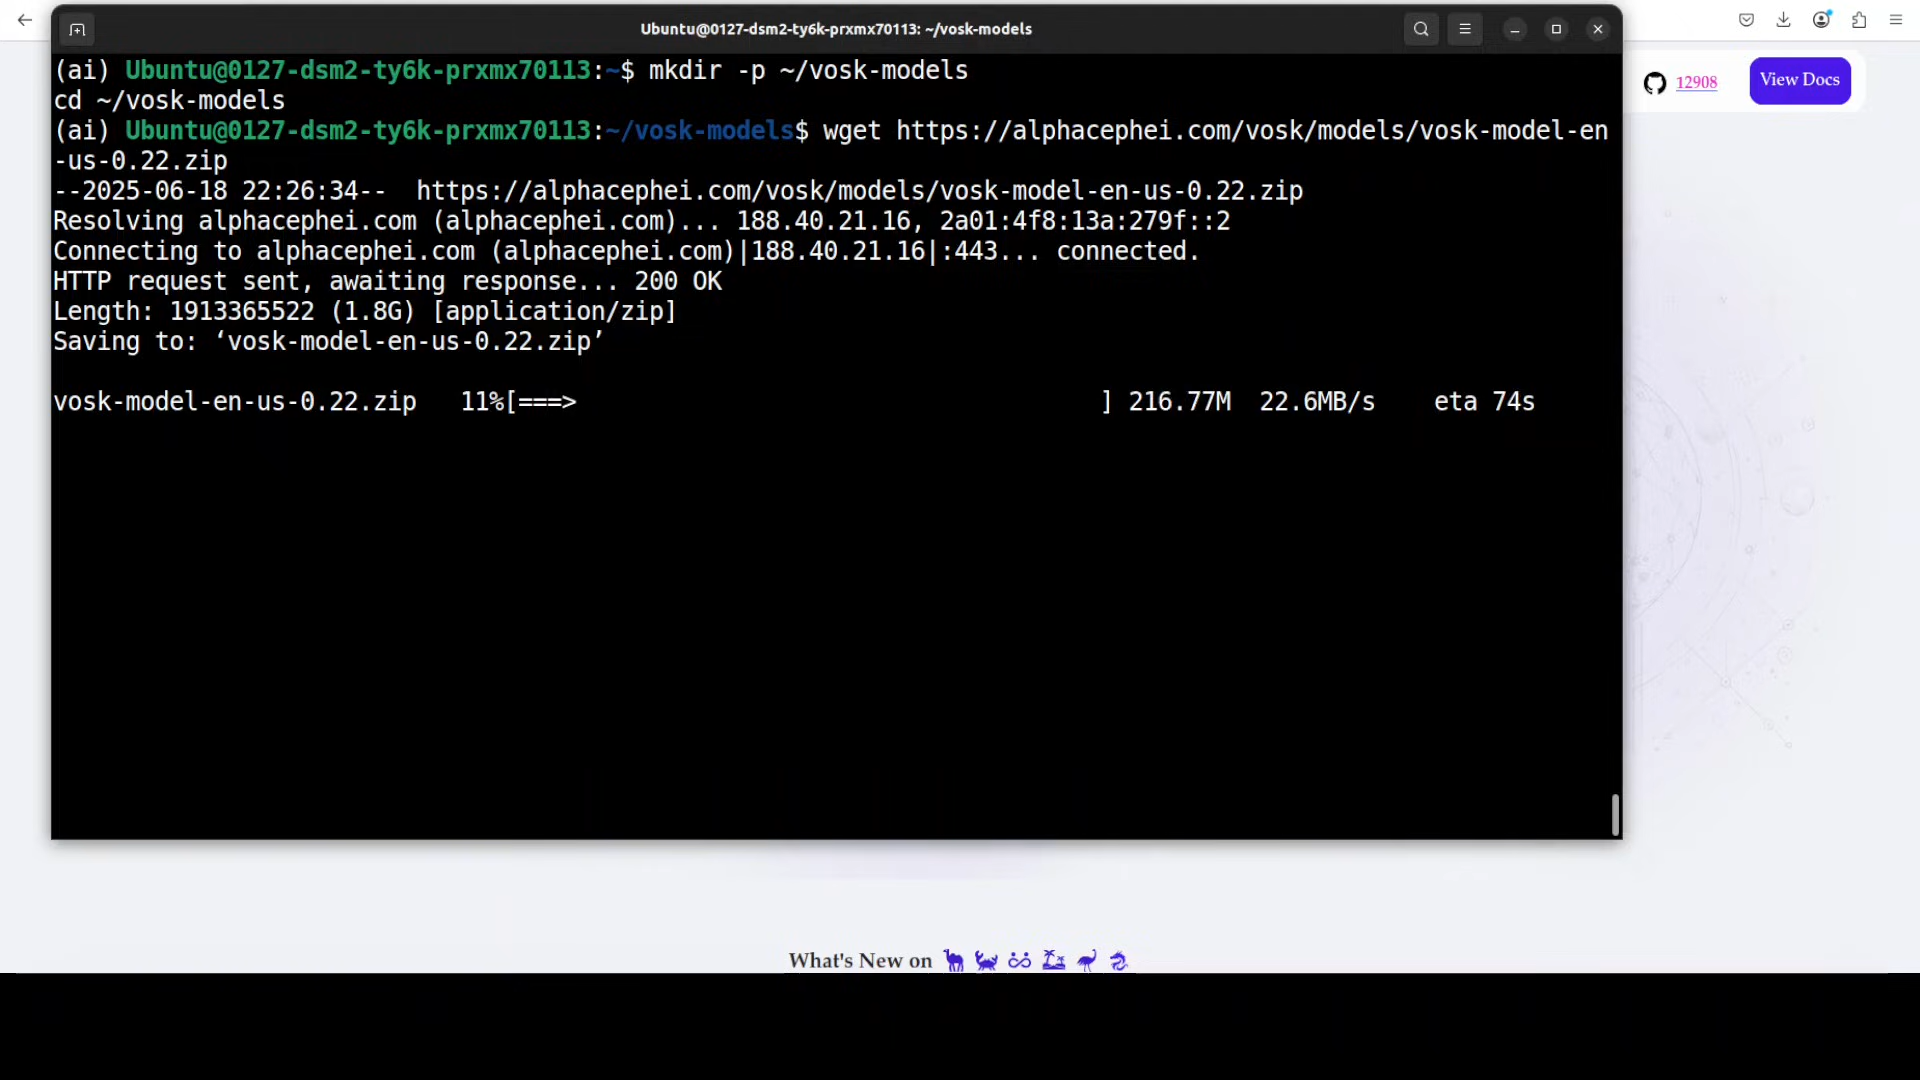 Ubuntu@0127-dsm2-ty6k-prxmx70113: ~/vosk-models
(ai) Ubuntu@0127-dsm2-ty6k-prxmx70113:~$ mkdir -p ~/vosk-models
cd ~/vosk-models
(ai) Ubuntu@0127-dsm2-ty6k-prxmx70113:~/vosk-models$ wget https://alphacephei.com/vosk/models/vosk-model-en
-us-0.22.zip
--2025-06-18 22:26:34--  https://alphacephei.com/vosk/models/vosk-model-en-us-0.22.zip
Resolving alphacephei.com (alphacephei.com)... 188.40.21.16, 2a01:4f8:13a:279f::2
Connecting to alphacephei.com (alphacephei.com)|188.40.21.16|:443... connected.
HTTP request sent, awaiting response... 200 OK
Length: 1913365522 (1.8G) [application/zip]
Saving to: ‘vosk-model-en-us-0.22.zip’
vosk-model-en-us-0.22.zip   11%[===>                                    ] 216.77M  22.6MB/s    eta 74s
12908
View Docs
What's New on